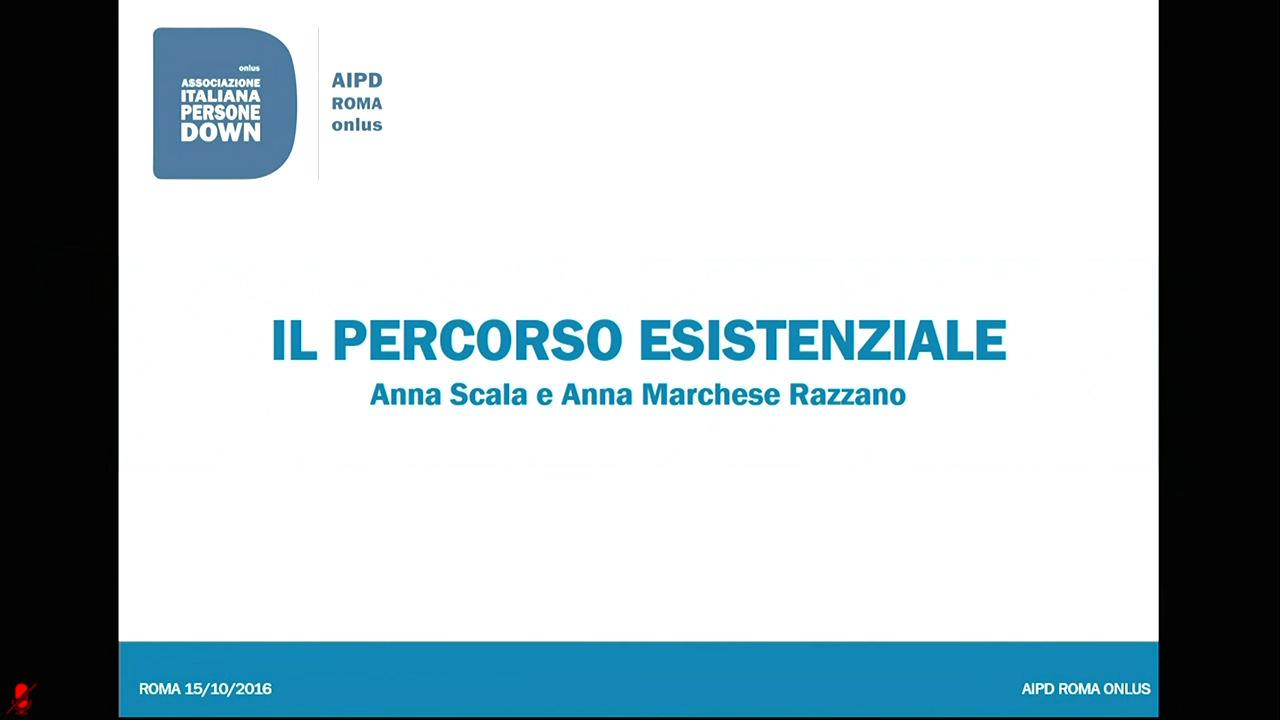 onlus
ASSOCIAZIONE
ITALIANA
PERSONE
DOWN
AIPD
ROMA
onlus
IL PERCORSO ESISTENZIALE
Anna Scala e Anna Marchese Razzano
ROMA 15/10/2016
AIPD ROMA ONLUS